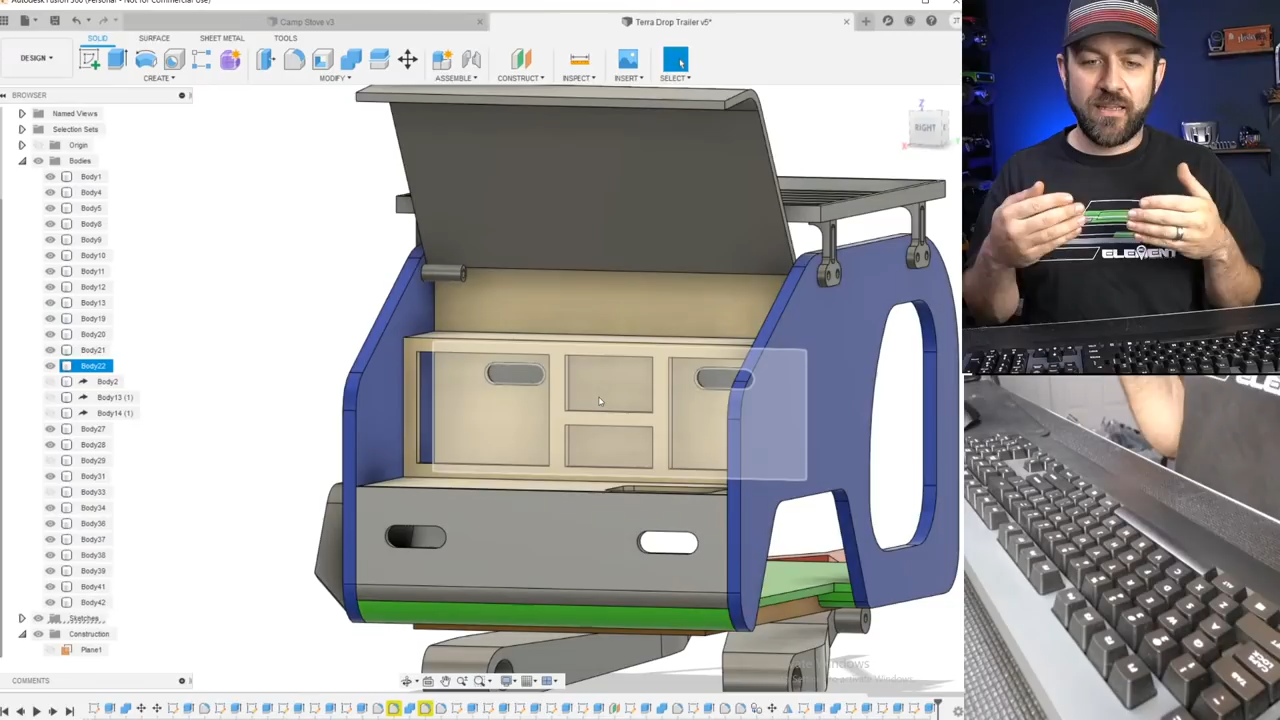 Autodesk Fusion 360 (Personal - Not for Commercial Use)
Camp Stove v3
Terra Drop Trailer v5*
SOLID
SURFACE
SHEET METAL
TOOLS
DESIGN
CREATE
MODIFY
ASSEMBLE
CONSTRUCT
INSPECT
INSERT
SELECT
BROWSER
Named Views
Selection Sets
Origin
Bodies
Body1
Body4
Body5
Body8
Body9
Body10
Body11
Body12
Body13
Body19
Body20
Body21
Body22
Body2
Body13 (1)
Body14 (1)
Body27
Body28
Body29
Body31
Body33
Body34
Body36
Body37
Body38
Body39
Body41
Body42
Sketches
Construction
Plane1
COMMENTS
Z
RIGHT
ELEMENT
Windows